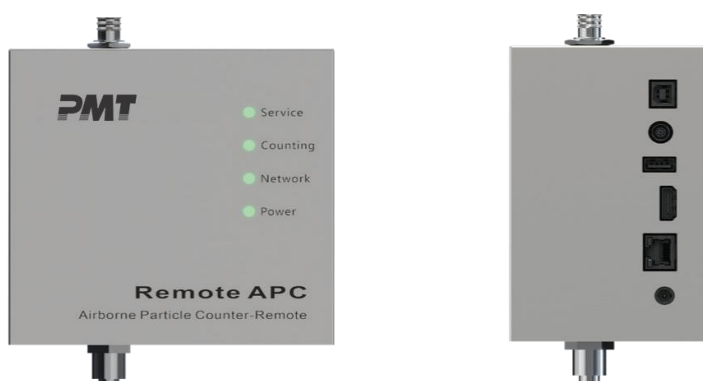 PMT
Service
Counting
Network
Power
Remote APC
Airborne Particle Counter-Remote